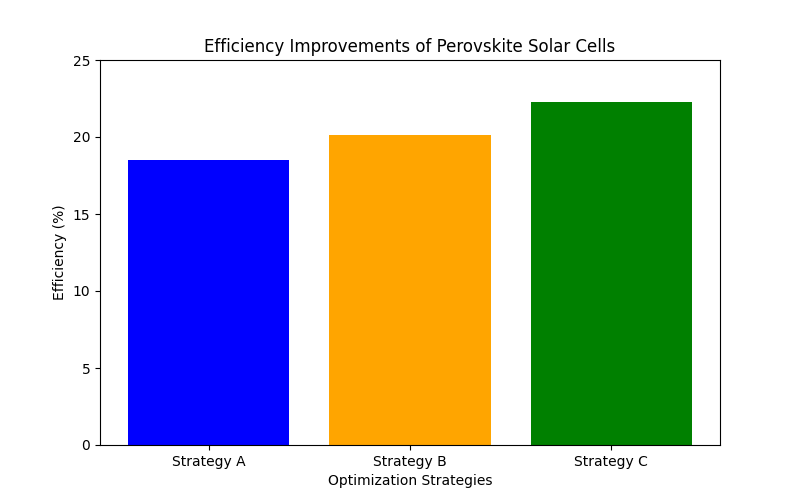 Efficiency Improvements of Perovskite Solar Cells
25
20
15
10
5
0
Efficiency (%)
Strategy A
Strategy B
Strategy C
Optimization Strategies